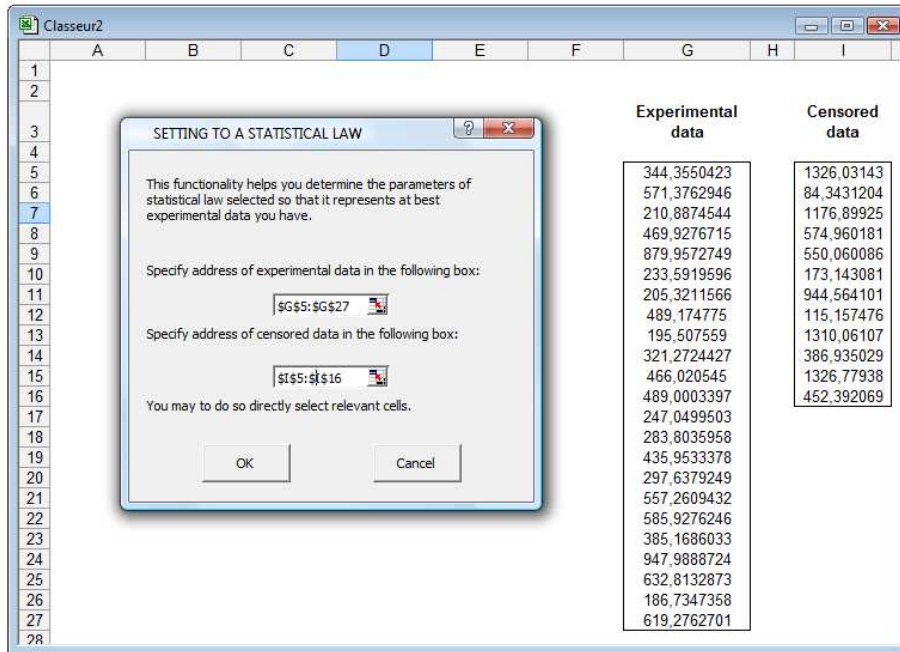 Classeur2
A B C D E F G H I
1
2
3 Experimental data Censored data
4
5 344,3550423 1326,03143
6 571,3762946 84,3431204
7 210,8874544 1176,89925
8 469,9276715 574,960181
9 879,9572749 550,060086
10 233,5919596 173,143081
11 205,3211566 944,564101
12 489,174775 115,157476
13 195,507559 1310,06107
14 321,2724427 386,935029
15 466,020545 1326,77938
16 489,0003397 452,392069
17 247,0499503
18 283,8035958
19 435,9533378
20 297,6379249
21 557,2609432
22 585,9276246
23 385,1686033
24 947,9888724
25 632,8132873
26 186,7347358
27 619,2762701
28
SETTING TO A STATISTICAL LAW
This functionality helps you determine the parameters of
statistical law selected so that it represents at best
experimental data you have.
Specify address of experimental data in the following box:
$G$5:$G$27
Specify address of censored data in the following box:
$I$5:$I$16
You may to do so directly select relevant cells.
OK Cancel